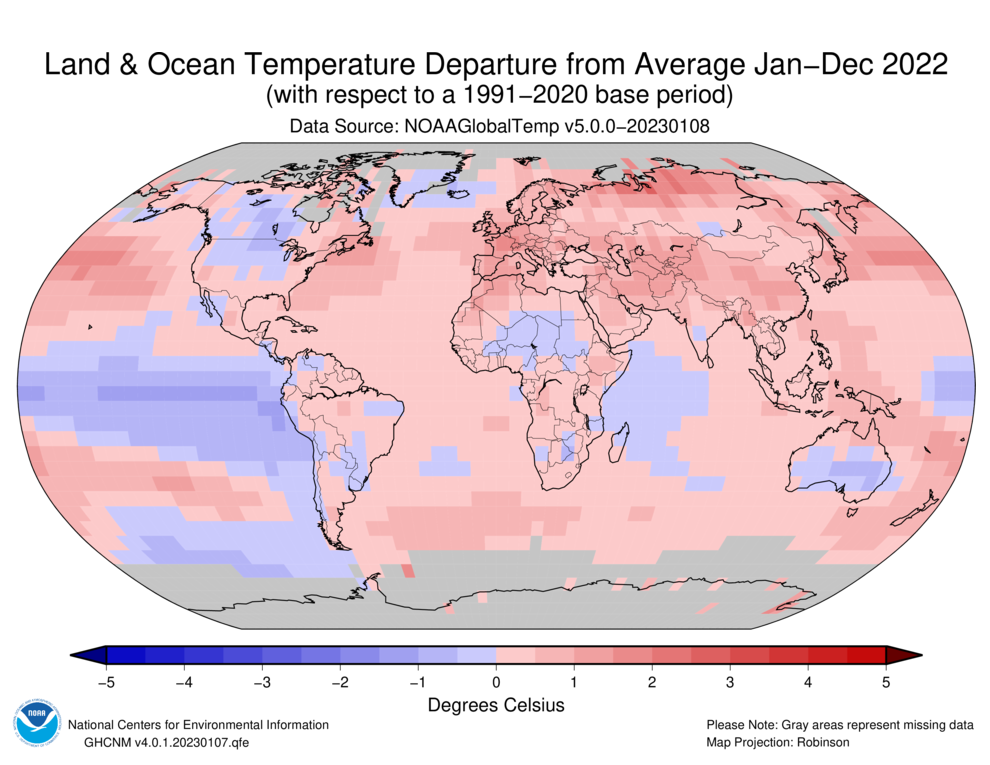 Land & Ocean Temperature Departure from Average Jan–Dec 2022
(with respect to a 1991–2020 base period)
Data Source: NOAAGlobalTemp v5.0.0–20230108
−5 −4 −3 −2 −1 0 1 2 3 4 5
Degrees Celsius
NOAA
National Centers for Environmental Information
GHCNM v4.0.1.20230107.qfe
Please Note: Gray areas represent missing data
Map Projection: Robinson